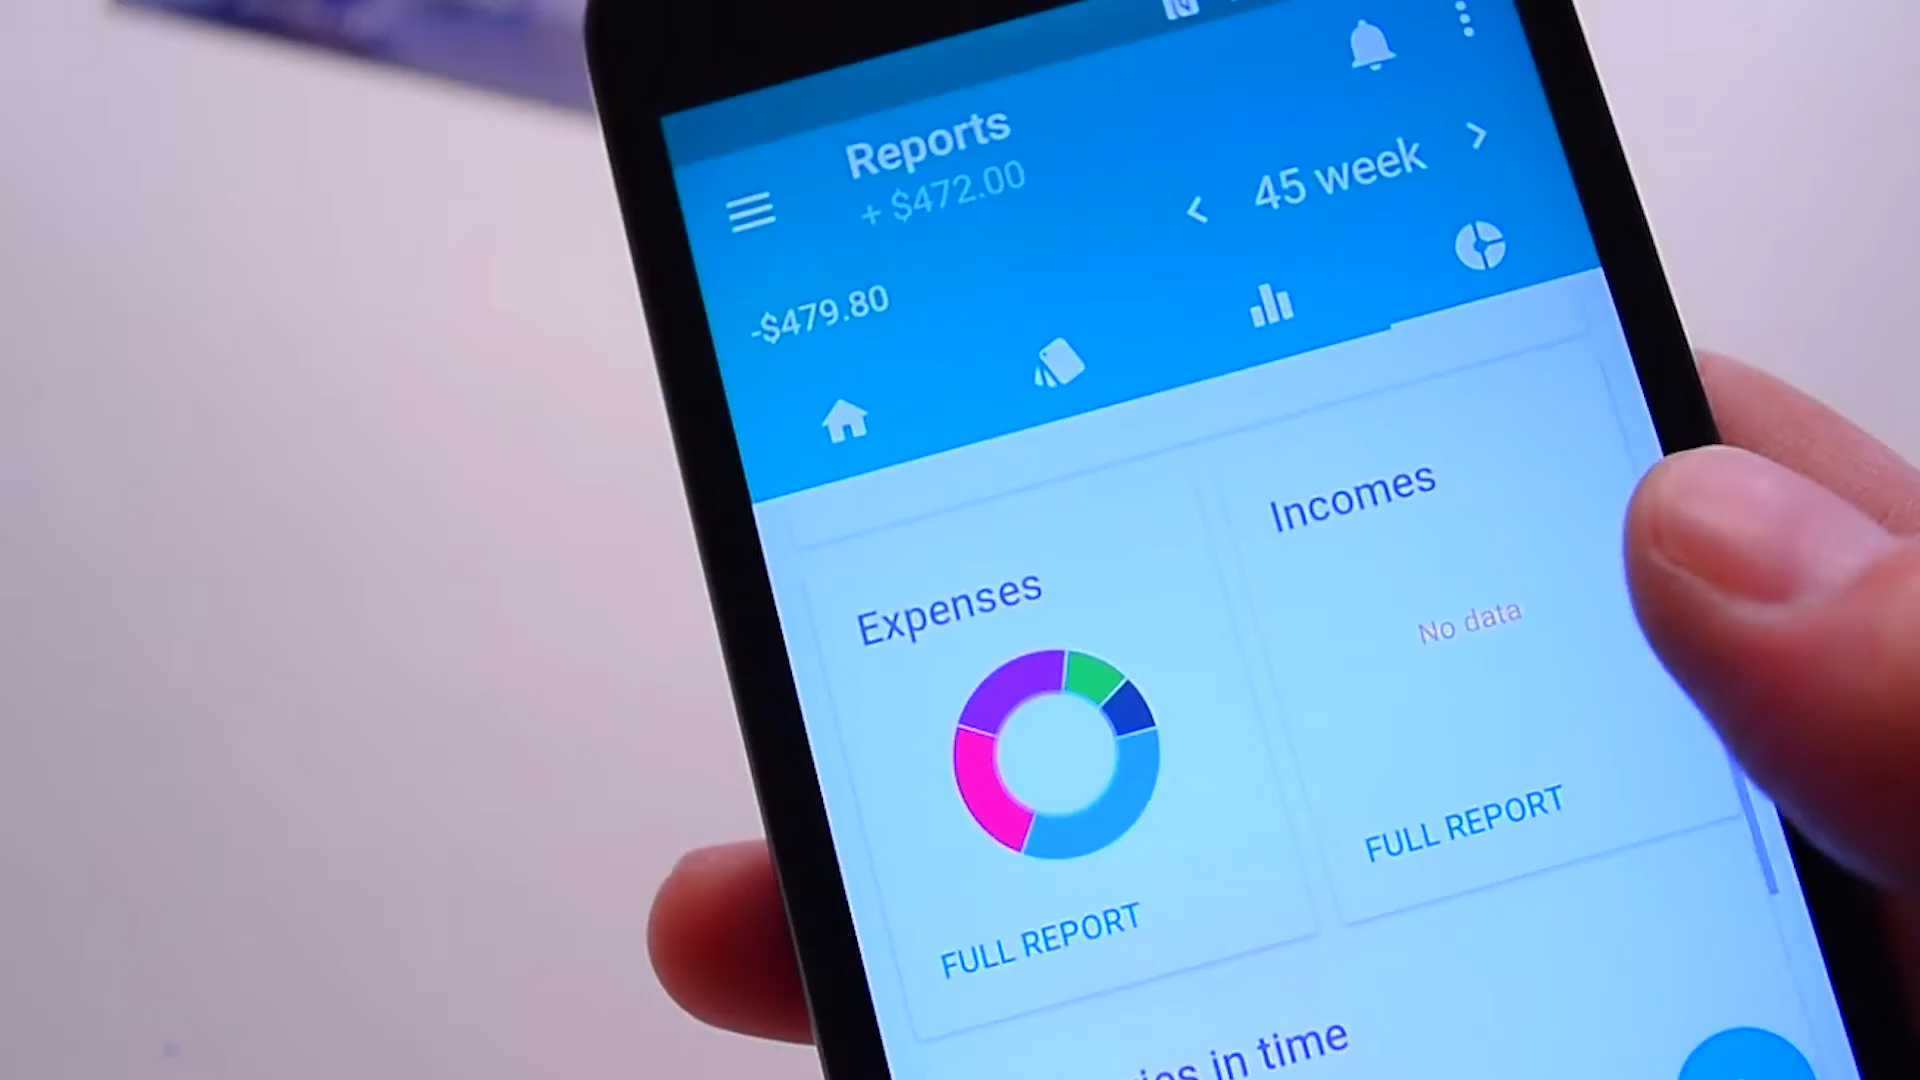 Reports
+ $472.00
45 week
-$479.80
Expenses
Incomes
No data
FULL REPORT
FULL REPORT
in time